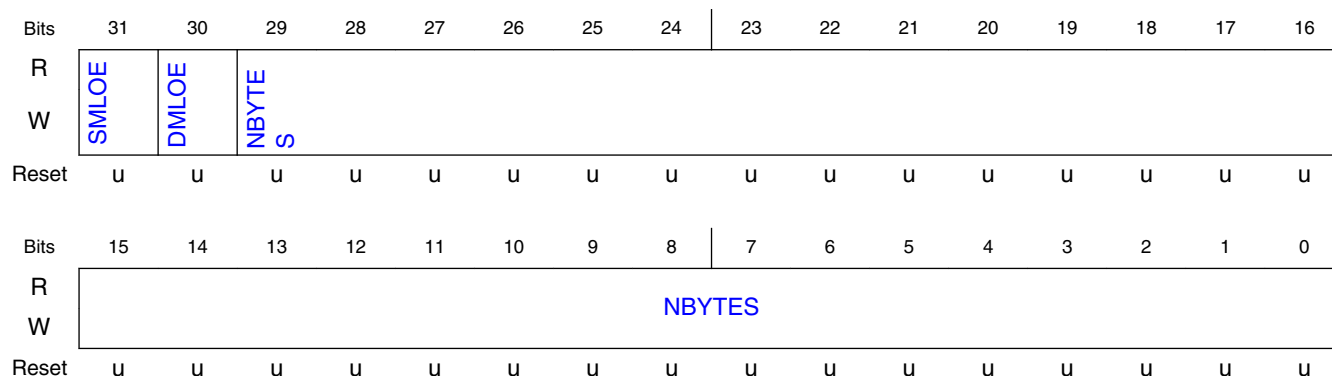 Bits 31 30 29 28 27 26 25 24 23 22 21 20 19 18 17 16
R
W
SMLOE
DMLOE
NBYTE
S
Reset u u u u u u u u u u u u u u u u
Bits 15 14 13 12 11 10 9 8 7 6 5 4 3 2 1 0
R
NBYTES
W
Reset u u u u u u u u u u u u u u u u